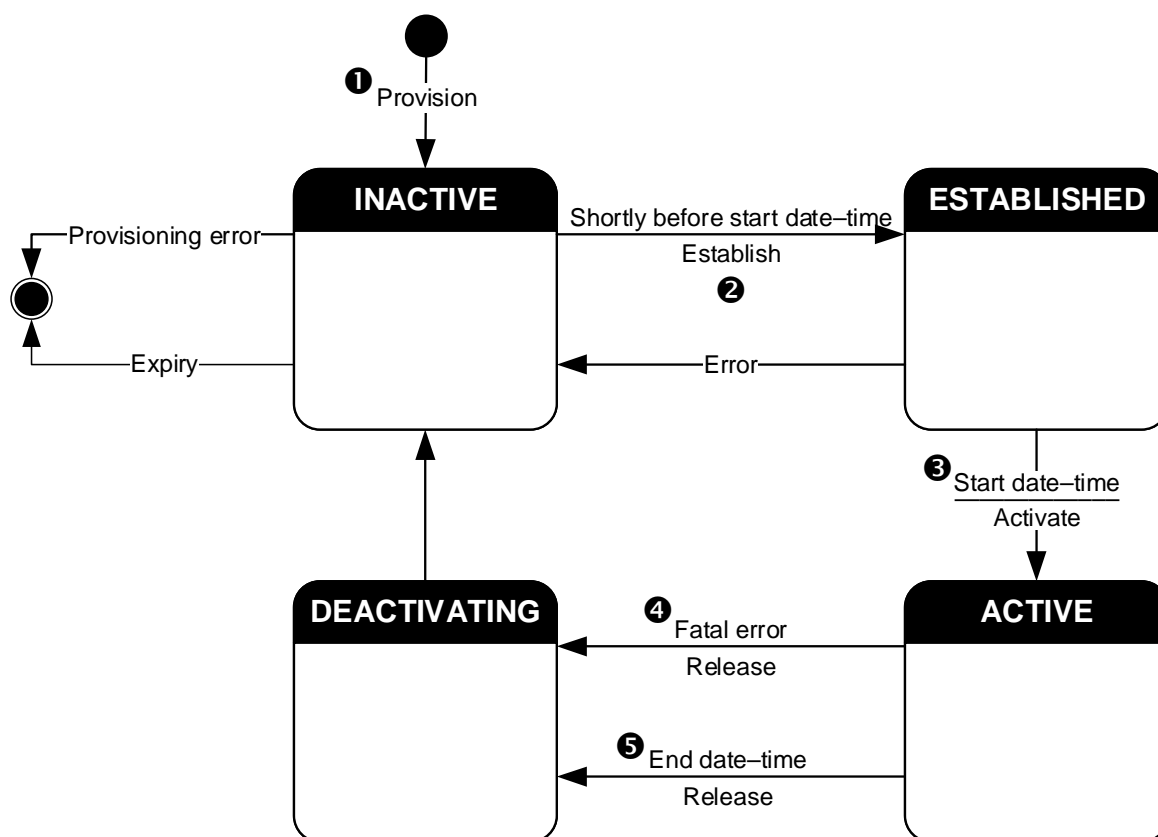 ❶ Provision
INACTIVE
ESTABLISHED
Provisioning error
Shortly before start date–time
Establish
❷
Expiry
Error
❸ Start date–time
Activate
DEACTIVATING
ACTIVE
❹ Fatal error
Release
❺ End date–time
Release